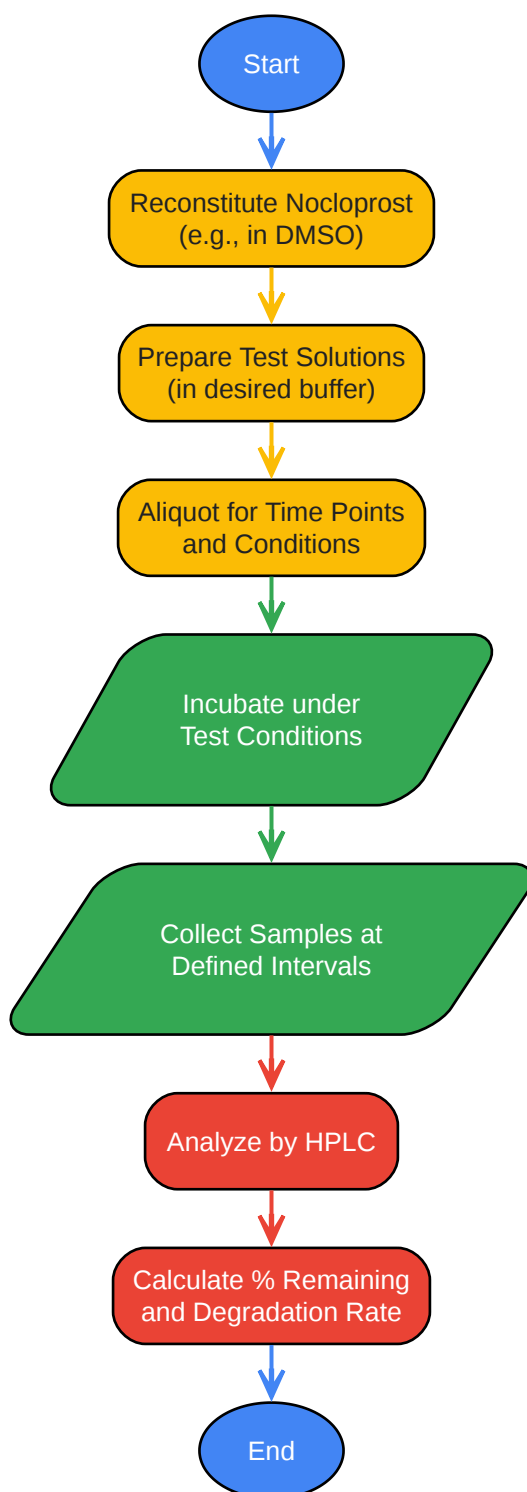 Start
Reconstitute Nocloprost
(e.g., in DMSO)
Prepare Test Solutions
(in desired buffer)
Aliquot for Time Points
and Conditions
Incubate under
Test Conditions
Collect Samples at
Defined Intervals
Analyze by HPLC
Calculate % Remaining
and Degradation Rate
End